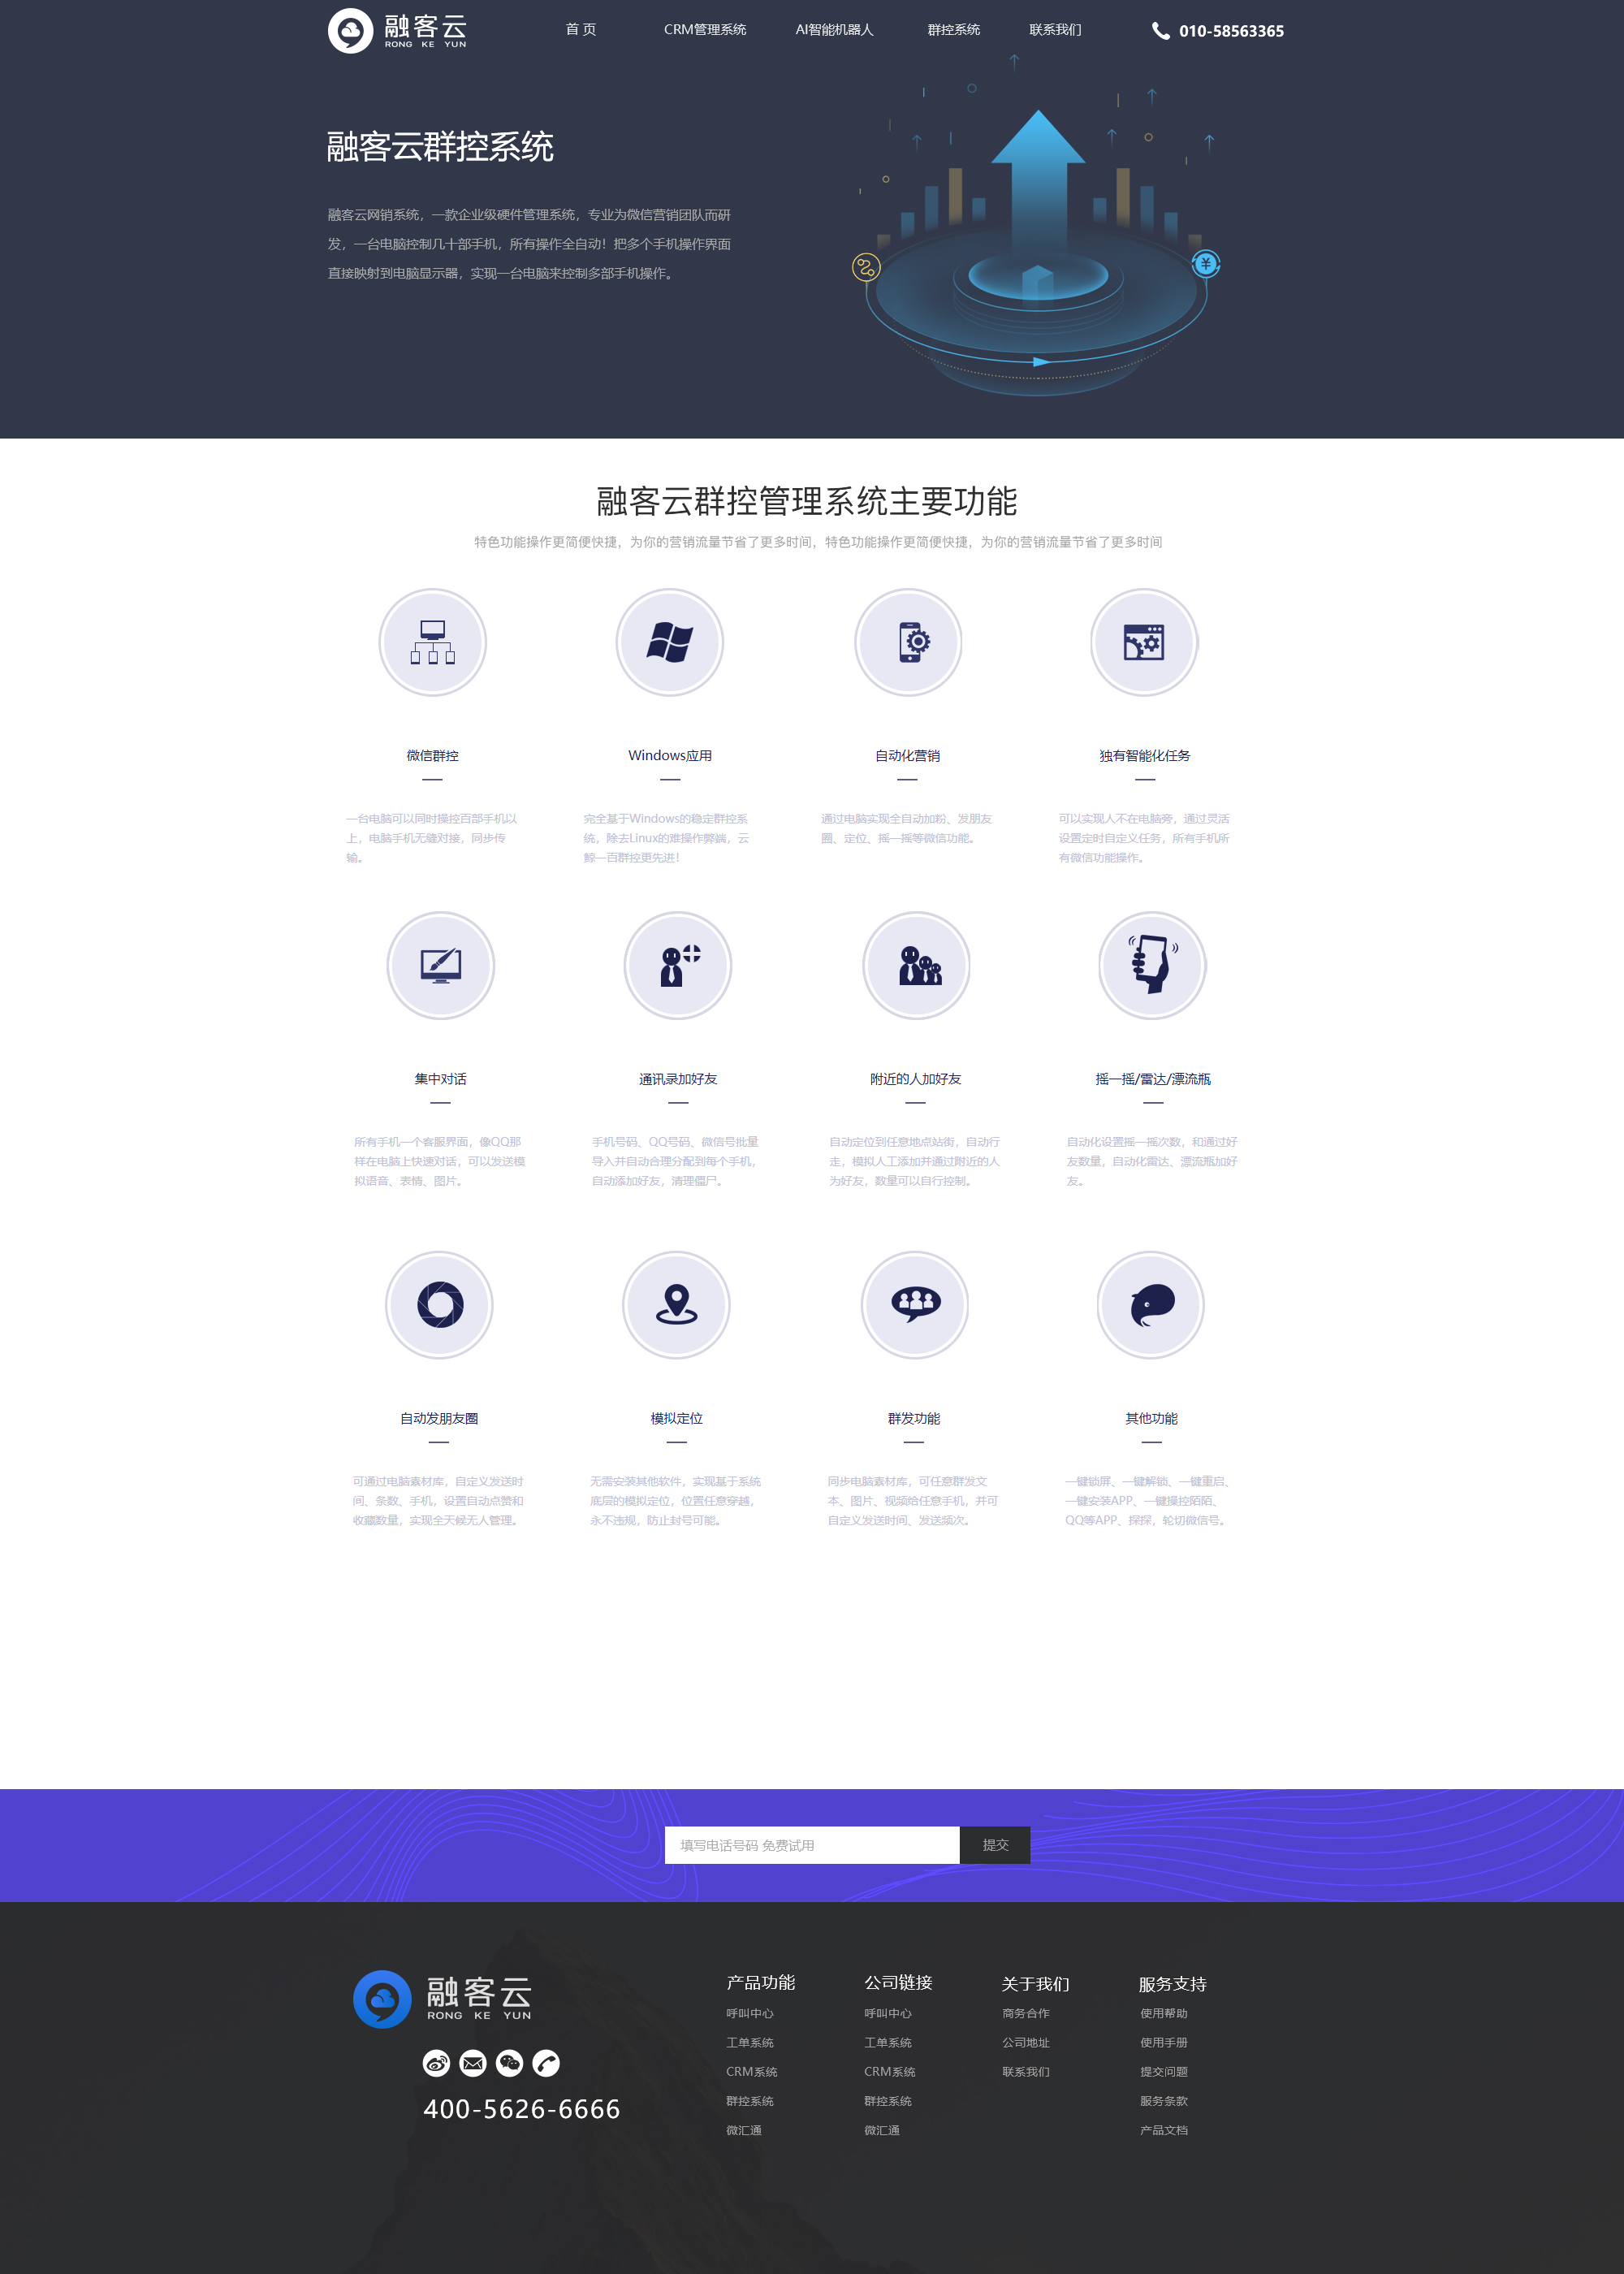 融客云
RONG KE YUN
首 页
CRM管理系统
AI智能机器人
群控系统
联系我们
010-58563365
融客云群控系统
融客云网销系统，一款企业级硬件管理系统，专业为微信营销团队而研
发，一台电脑控制几十部手机，所有操作全自动！把多个手机操作界面
直接映射到电脑显示器，实现一台电脑来控制多部手机操作。
融客云群控管理系统主要功能
特色功能操作更简便快捷，为你的营销流量节省了更多时间，特色功能操作更简便快捷，为你的营销流量节省了更多时间
微信群控
一台电脑可以同时操控百部手机以
上，电脑手机无缝对接，同步传
输。
Windows应用
完全基于Windows的稳定群控系
统，除去Linux的难操作弊端，云
鲸一百群控更先进！
自动化营销
通过电脑实现全自动加粉、发朋友
圈、定位、摇一摇等微信功能。
独有智能化任务
可以实现人不在电脑旁，通过灵活
设置定时自定义任务，所有手机所
有微信功能操作。
集中对话
所有手机一个客服界面，像QQ那
样在电脑上快速对话，可以发送模
拟语音、表情、图片。
通讯录加好友
手机号码、QQ号码、微信号批量
导入并自动合理分配到每个手机，
自动添加好友，清理僵尸。
附近的人加好友
自动定位到任意地点站街，自动行
走，模拟人工添加并通过附近的人
为好友，数量可以自行控制。
摇一摇/雷达/漂流瓶
自动化设置摇一摇次数，和通过好
友数量，自动化雷达、漂流瓶加好
友。
自动发朋友圈
可通过电脑素材库，自定义发送时
间、条数、手机，设置自动点赞和
收藏数量，实现全天候无人管理。
模拟定位
无需安装其他软件，实现基于系统
底层的模拟定位，位置任意穿越，
永不违规，防止封号可能。
群发功能
同步电脑素材库，可任意群发文
本、图片、视频给任意手机，并可
自定义发送时间、发送频次。
其他功能
一键锁屏、一键解锁、一键重启、
一键安装APP、一键操控陌陌、
QQ等APP、探探，轮切微信号。
填写电话号码 免费试用
提交
融客云
RONG KE YUN
400-5626-6666
产品功能
呼叫中心
工单系统
CRM系统
群控系统
微汇通
公司链接
呼叫中心
工单系统
CRM系统
群控系统
微汇通
关于我们
商务合作
公司地址
联系我们
服务支持
使用帮助
使用手册
提交问题
服务条款
产品文档